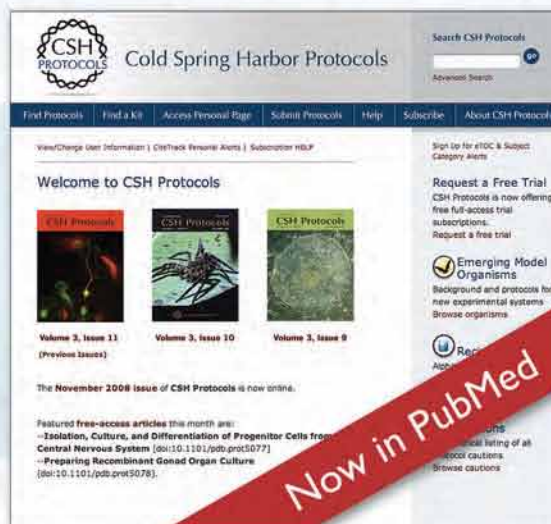 CSH
PROTOCOLS
Cold Spring Harbor Protocols
Search CSH Protocols
go
Advanced Search
Find Protocols
Find a Kit
Access Personal Page
Submit Protocols
Help
Subscribe
About CSH Protocols
View/Change User Information | CiteTrack Personal Alerts | Subscription HELP
Sign Up for eTOC & Subject
Category Alerts
Welcome to CSH Protocols
CSH Protocols
CSH Protocols
CSH Protocols
Volume 3, Issue 11
Volume 3, Issue 10
Volume 3, Issue 9
(Previous Issues)
The November 2008 issue of CSH Protocols is now online.
Featured free-access articles this month are:
--Isolation, Culture, and Differentiation of Progenitor Cells from
Central Nervous System [doi:10.1101/pdb.prot5077]
--Preparing Recombinant Gonad Organ Culture
[doi:10.1101/pdb.prot5078].
Request a Free Trial
CSH Protocols is now offering
free full-access trial
subscriptions.
Request a free trial
Emerging Model
Organisms
Background and protocols for
new experimental systems
Browse organisms
listing of all
cautions.
Browse cautions
Now in PubMed